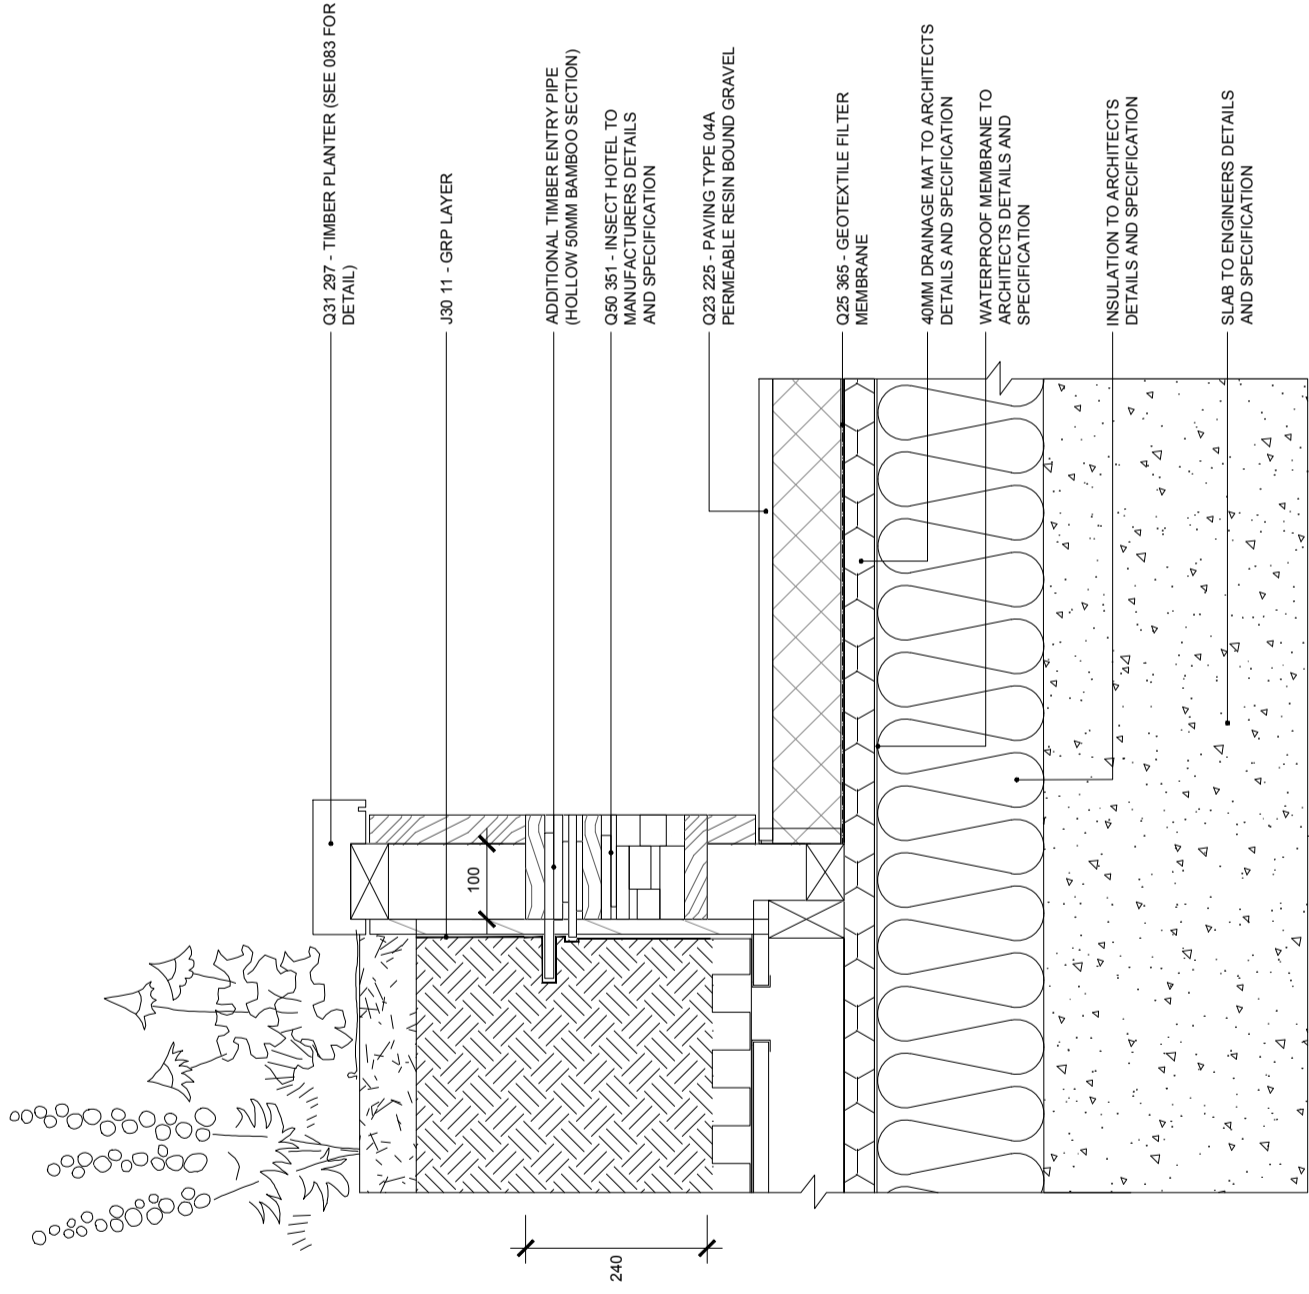 Q31 297 - TIMBER PLANTER (SEE 083 FOR
DETAIL)
J30 11 - GRP LAYER
ADDITIONAL TIMBER ENTRY PIPE
(HOLLOW 50MM BAMBOO SECTION)
Q50 351 - INSECT HOTEL TO
MANUFACTURERS DETAILS
AND SPECIFICATION
Q23 225 - PAVING TYPE 04A
PERMEABLE RESIN BOUND GRAVEL
Q25 365 - GEOTEXTILE FILTER
MEMBRANE
40MM DRAINAGE MAT TO ARCHITECTS
DETAILS AND SPECIFICATION
WATERPROOF MEMBRANE TO
ARCHITECTS DETAILS AND
SPECIFICATION
INSULATION TO ARCHITECTS
DETAILS AND SPECIFICATION
SLAB TO ENGINEERS DETAILS
AND SPECIFICATION
100
240